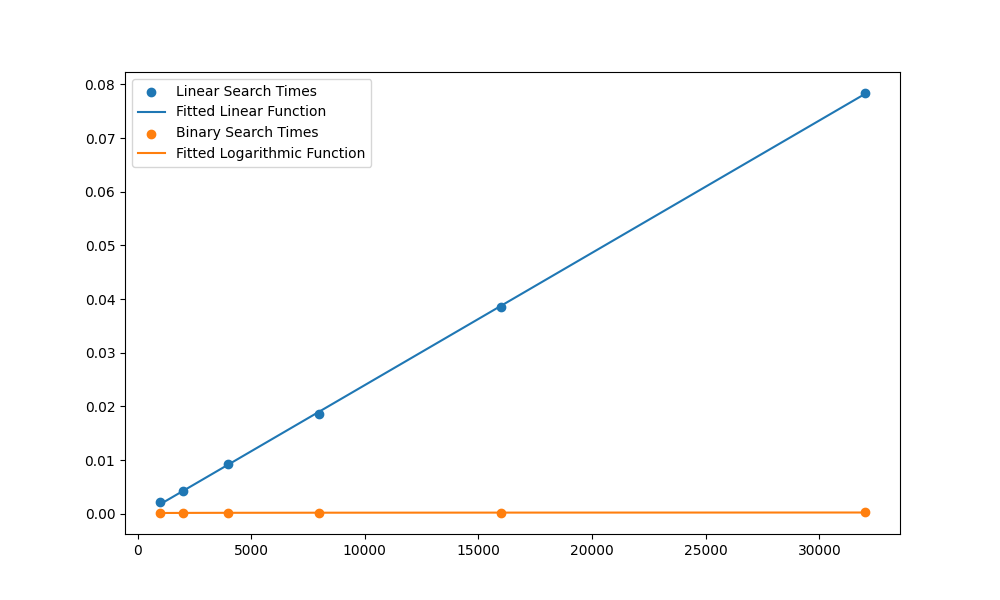 Linear Search Times
Fitted Linear Function
Binary Search Times
Fitted Logarithmic Function
0.08
0.07
0.06
0.05
0.04
0.03
0.02
0.01
0.00
0 5000 10000 15000 20000 25000 30000